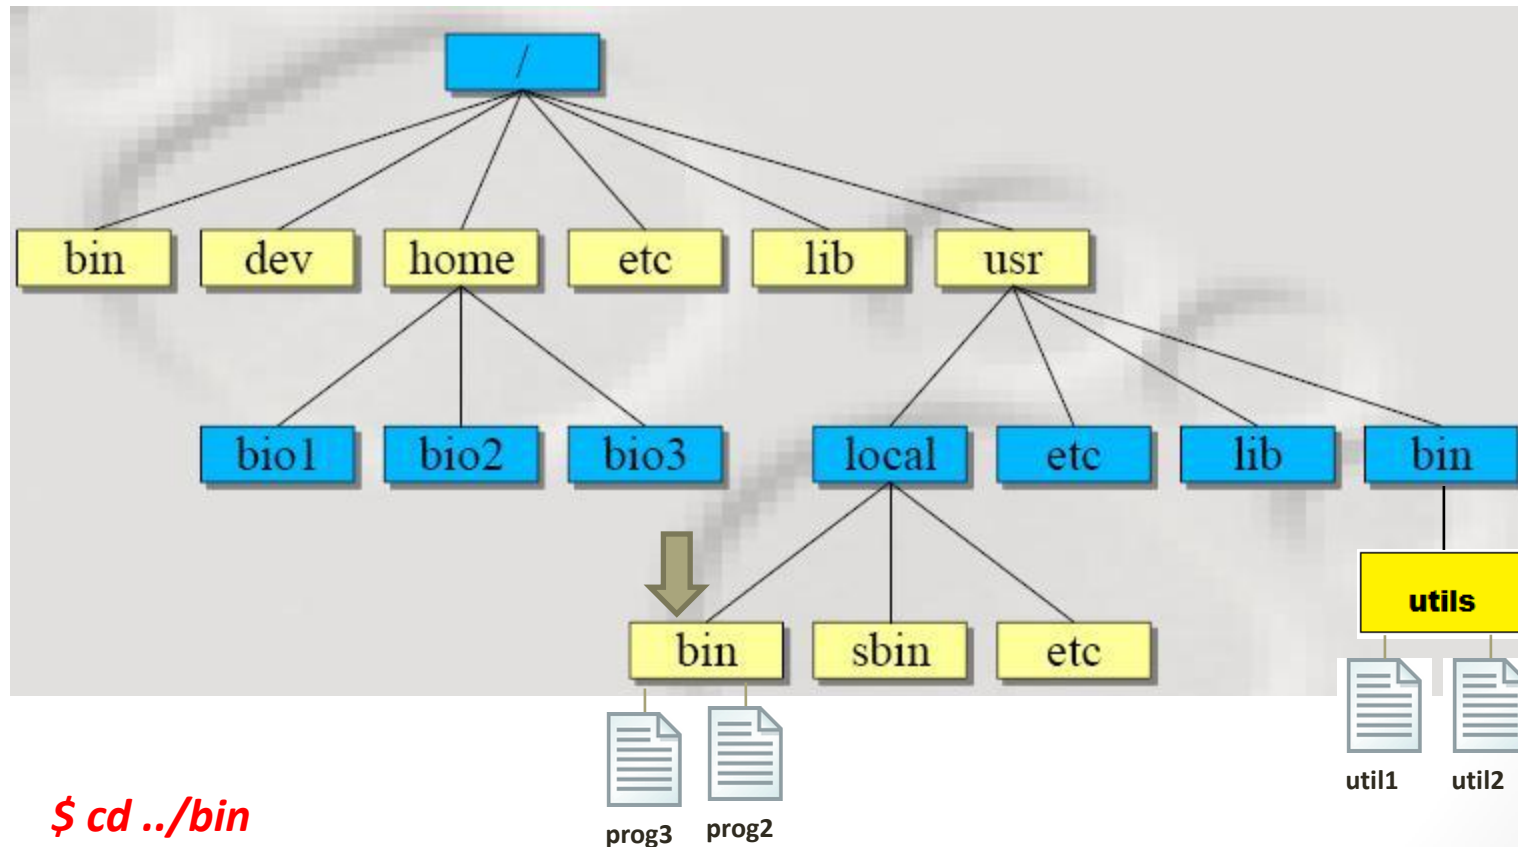 /
bin dev home etc lib usr
bio1 bio2 bio3 local etc lib bin
utils
bin sbin etc
util1 util2
$ cd ../bin
prog3 prog2